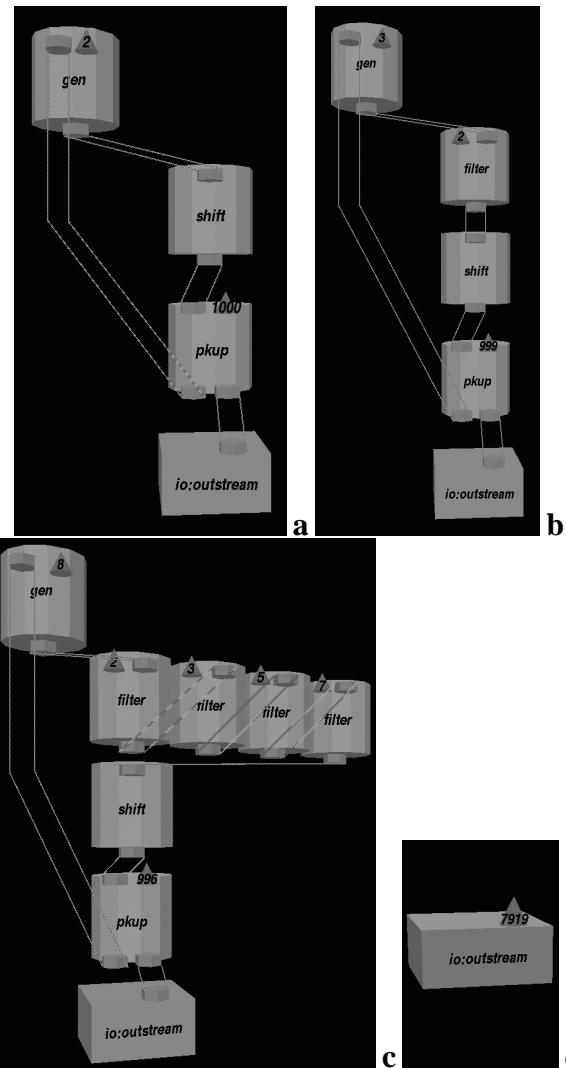 2
gen
shift
1000
pkup
io:outstream
a
3
gen
2
filter
shift
999
pkup
io:outstream
b
8
gen
2 3 5 7
filter filter filter filter
shift
996
pkup
io:outstream
c
7919
io:outstream